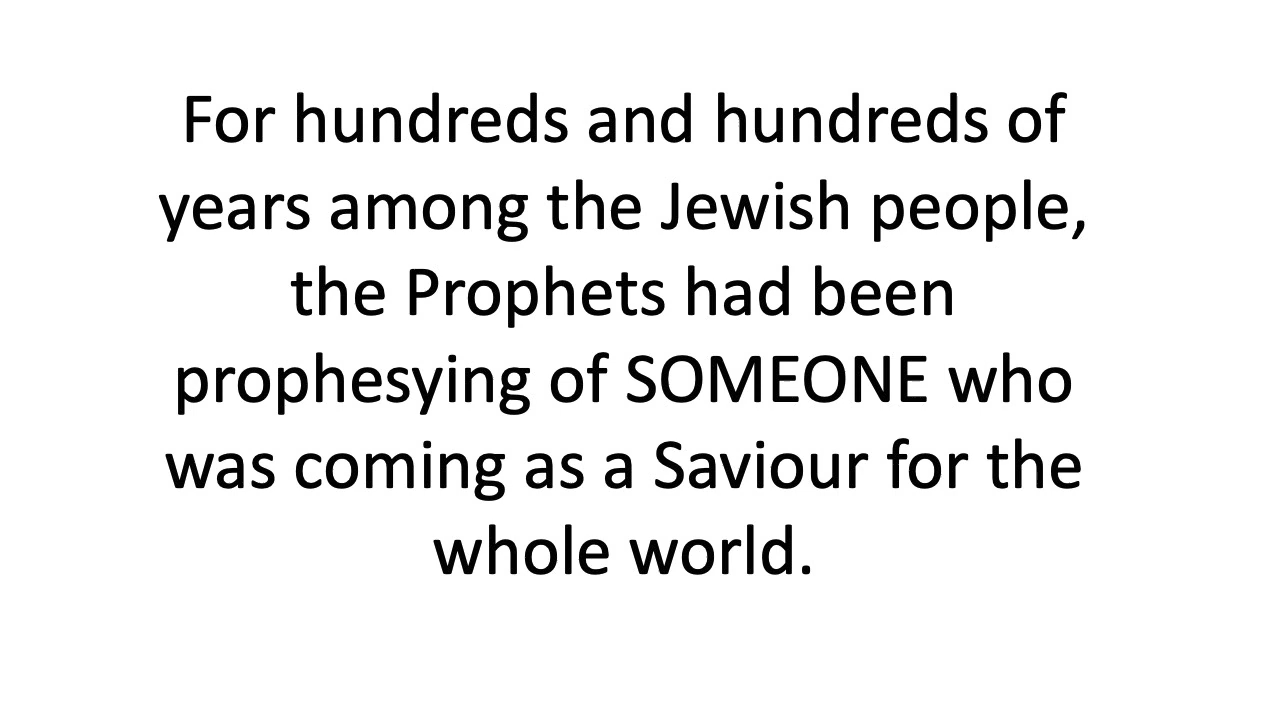 For hundreds and hundreds of
years among the Jewish people,
the Prophets had been
prophesying of SOMEONE who
was coming as a Saviour for the
whole world.